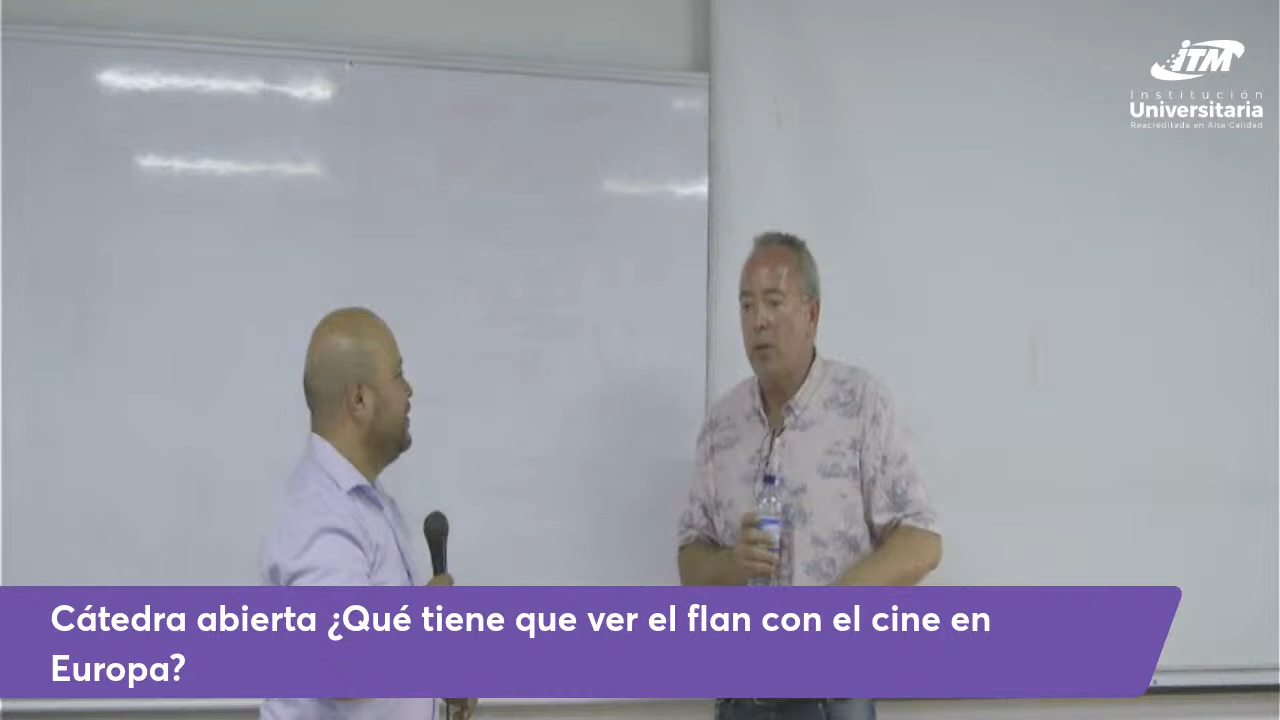 ITM
Institución
Universitaria
Reacreditada en Alta Calidad
Cátedra abierta ¿Qué tiene que ver el flan con el cine en
Europa?